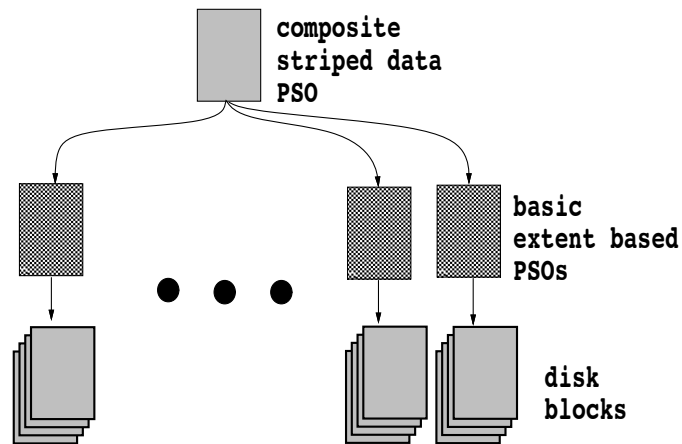 composite
striped data
PSO
basic
extent based
PSOs
disk
blocks